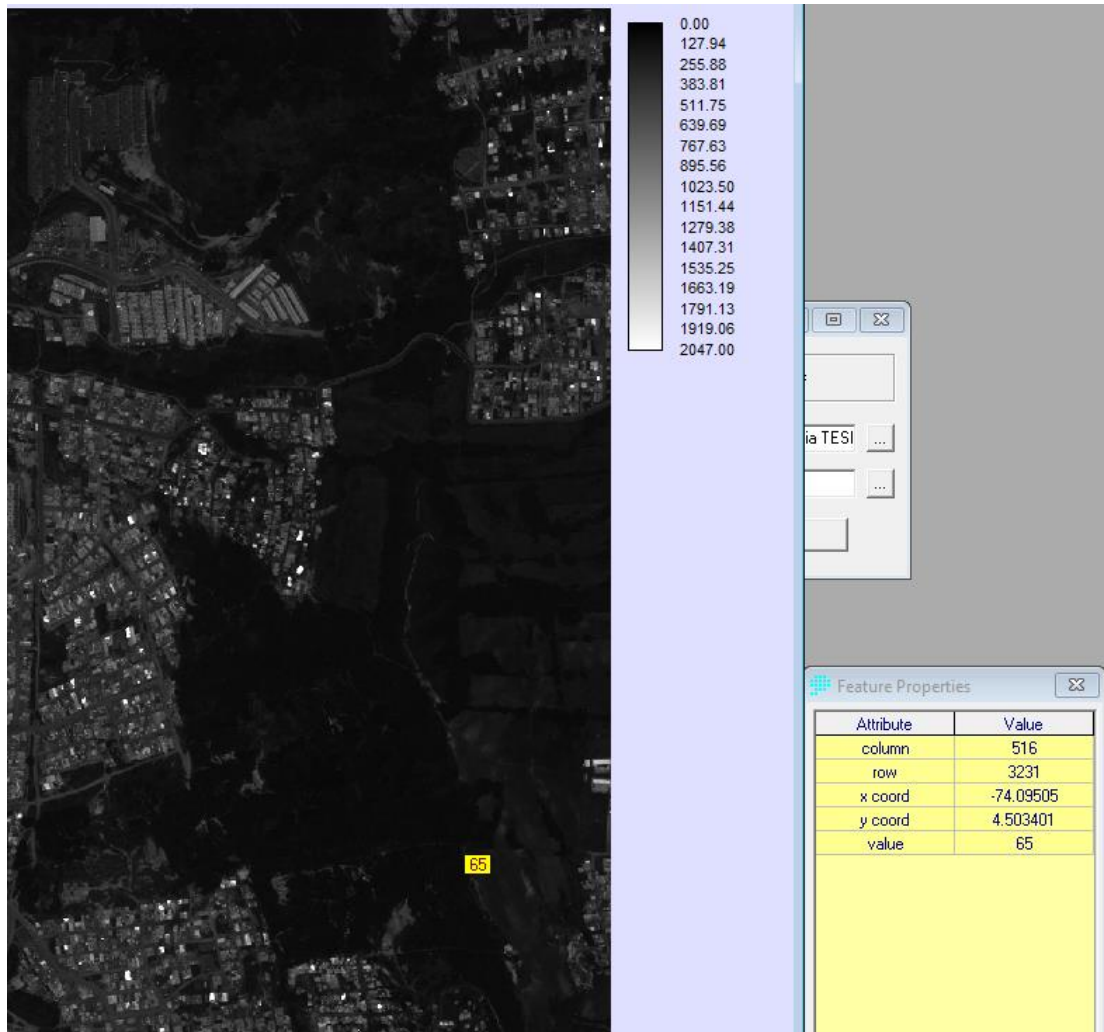 0.00
127.94
255.88
383.81
511.75
639.69
767.63
895.56
1023.50
1151.44
1279.38
1407.31
1535.25
1663.19
1791.13
1919.06
2047.00
ia TESI ...
...
Feature Properties
Attribute Value
column 516
row 3231
x coord -74.09505
y coord 4.503401
value 65
65